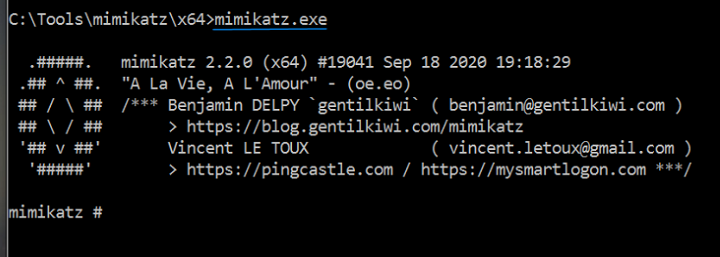 C:\Tools\mimikatz\x64>mimikatz.exe
.#####.   mimikatz 2.2.0 (x64) #19041 Sep 18 2020 19:18:29
.## ^ ##.  "A La Vie, A L'Amour" - (oe.eo)
## / \ ##  /*** Benjamin DELPY `gentilkiwi` ( benjamin@gentilkiwi.com )
## \ / ##       > https://blog.gentilkiwi.com/mimikatz
'## v ##'       Vincent LE TOUX             ( vincent.letoux@gmail.com )
'#####'        > https://pingcastle.com / https://mysmartlogon.com ***/
mimikatz #